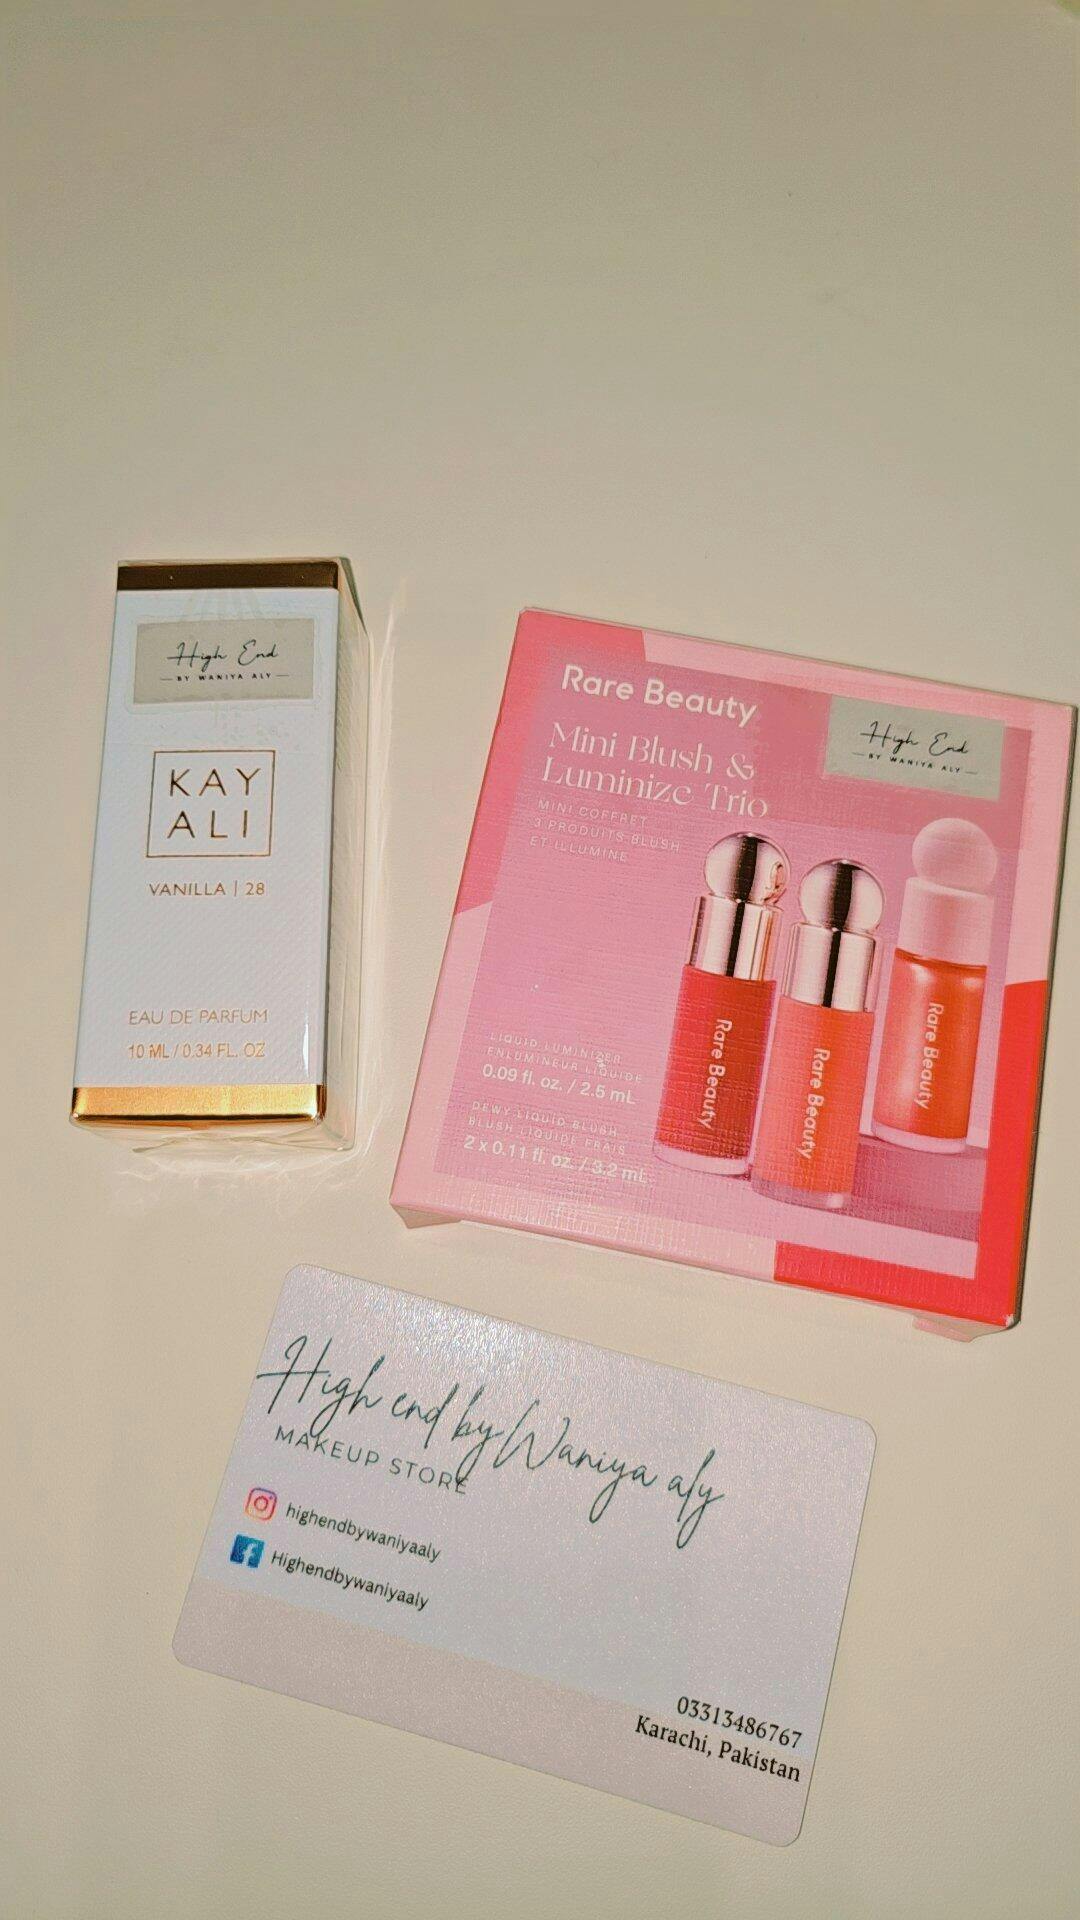 High End
BY WANIYA ALY
KAY
ALI
VANILLA | 28
EAU DE PARFUM
10 ML / 0.34 FL. OZ
Rare Beauty
Mini Blush &
Luminize Trio
MINI COFFRET
3 PRODUITS BLUSH
ET ILLUMINE
High End
BY WANIYA ALY
LIQUID LUMINIZER
ENLUMINEUR LIQUIDE
0.09 fl. oz. / 2.5 mL
DEWY LIQUID BLUSH
BLUSH LIQUIDE FRAIS
2 x 0.11 fl. oz. / 3.2 mL
Rare Beauty
Rare Beauty
Rare Beauty
High end by Waniya aly
MAKEUP STORE
highendbywaniyaaly
Highendbywaniyaaly
03313486767
Karachi, Pakistan